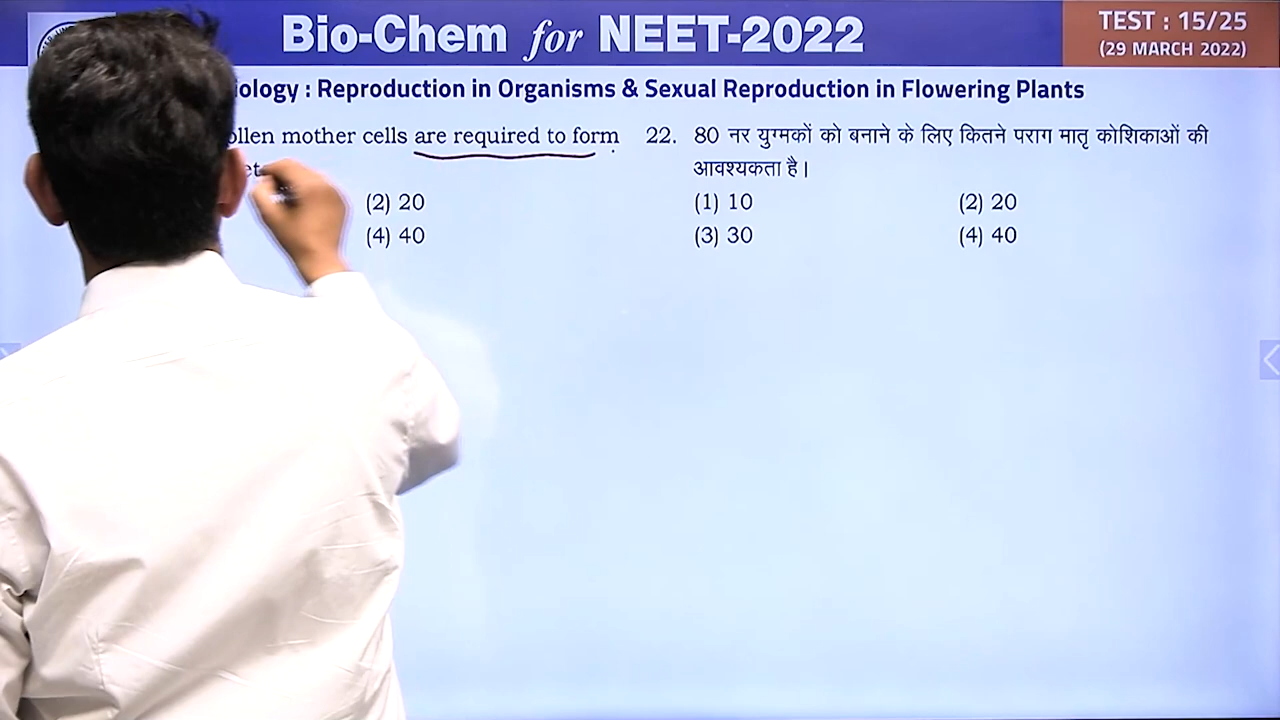 Bio-Chem for NEET-2022
TEST : 15/25
(29 MARCH 2022)
: Reproduction in Organisms & Sexual Reproduction in Flowering Plants
mother cells are required to form
(2) 20
(4) 40
22. 80 नर युग्मकों को बनाने के लिए कितने पराग मातृ कोशिकाओं की
आवश्यकता है।
(1) 10 (2) 20
(3) 30 (4) 40